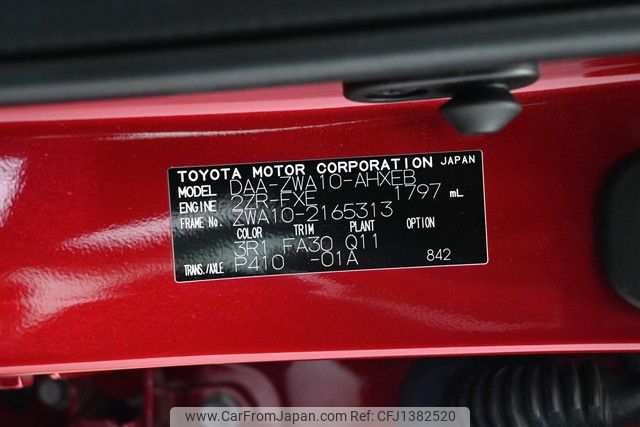 TOYOTA MOTOR CORPORATION JAPAN
MODEL DAA-ZWA10-AHXEB
ENGINE 2ZR-FXE 1797 mL
FRAME No. ZWA10-2165313
COLOR TRIM PLANT OPTION
3R1 FA30 Q11
TRANS./AXLE P410 -01A 842
www.CarFromJapan.com - CFJ1382520